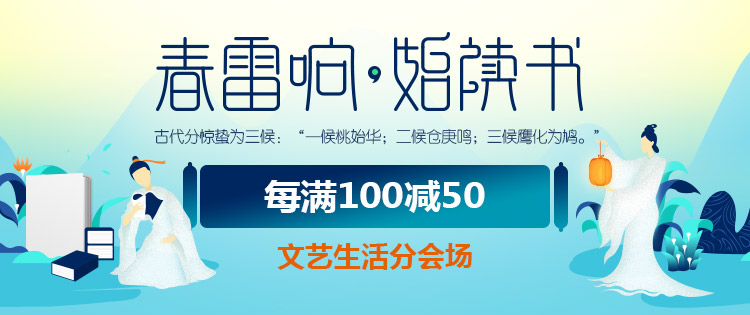 春雷响，始读书
古代分惊蛰为三候：“一候桃始华；二候仓庚鸣；三候鹰化为鸠。”
每满100减50
文艺生活分会场